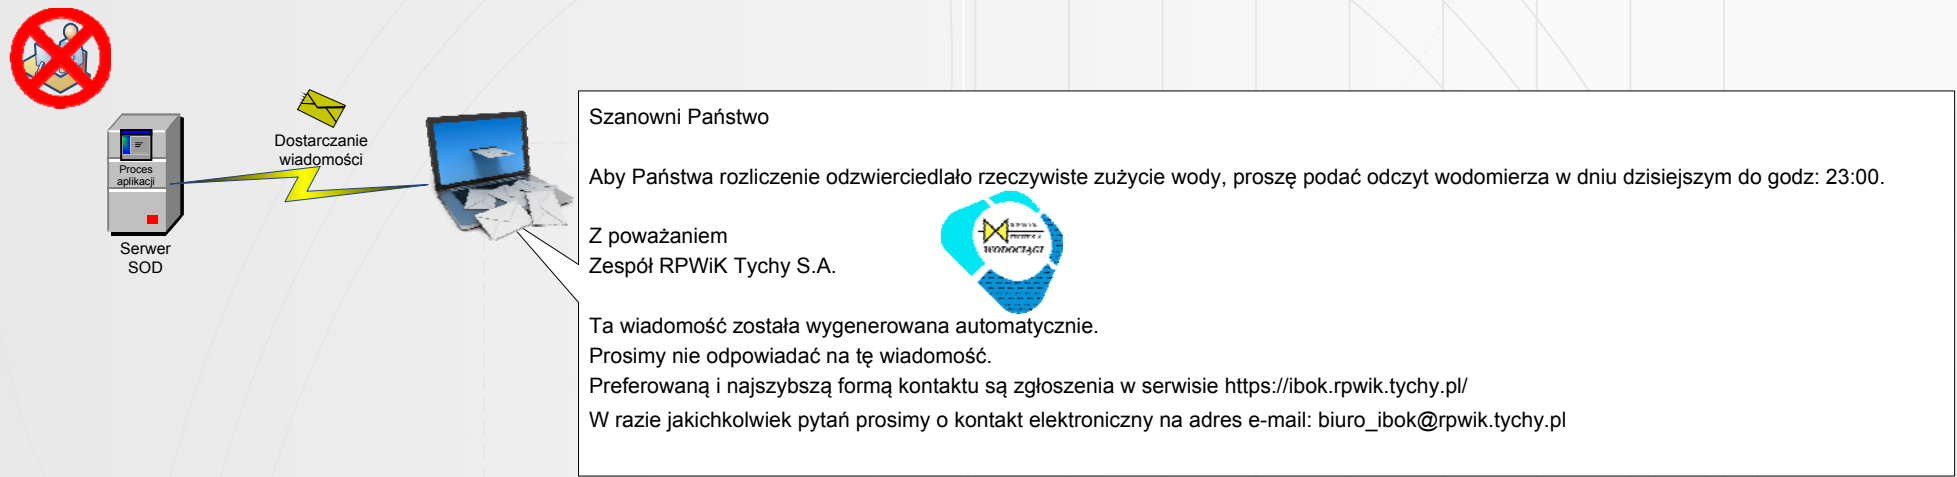 Dostarczanie
wiadomości
Proces
aplikacji
Serwer
SOD
Szanowni Państwo
Aby Państwa rozliczenie odzwierciedlało rzeczywiste zużycie wody, proszę podać odczyt wodomierza w dniu dzisiejszym do godz: 23:00.
Z poważaniem
Zespół RPWiK Tychy S.A.
RPWIK
TYCHY S.A.
WODOCIĄGI
Ta wiadomość została wygenerowana automatycznie.
Prosimy nie odpowiadać na tę wiadomość.
Preferowaną i najszybszą formą kontaktu są zgłoszenia w serwisie https://ibok.rpwik.tychy.pl/
W razie jakichkolwiek pytań prosimy o kontakt elektroniczny na adres e-mail: biuro_ibok@rpwik.tychy.pl